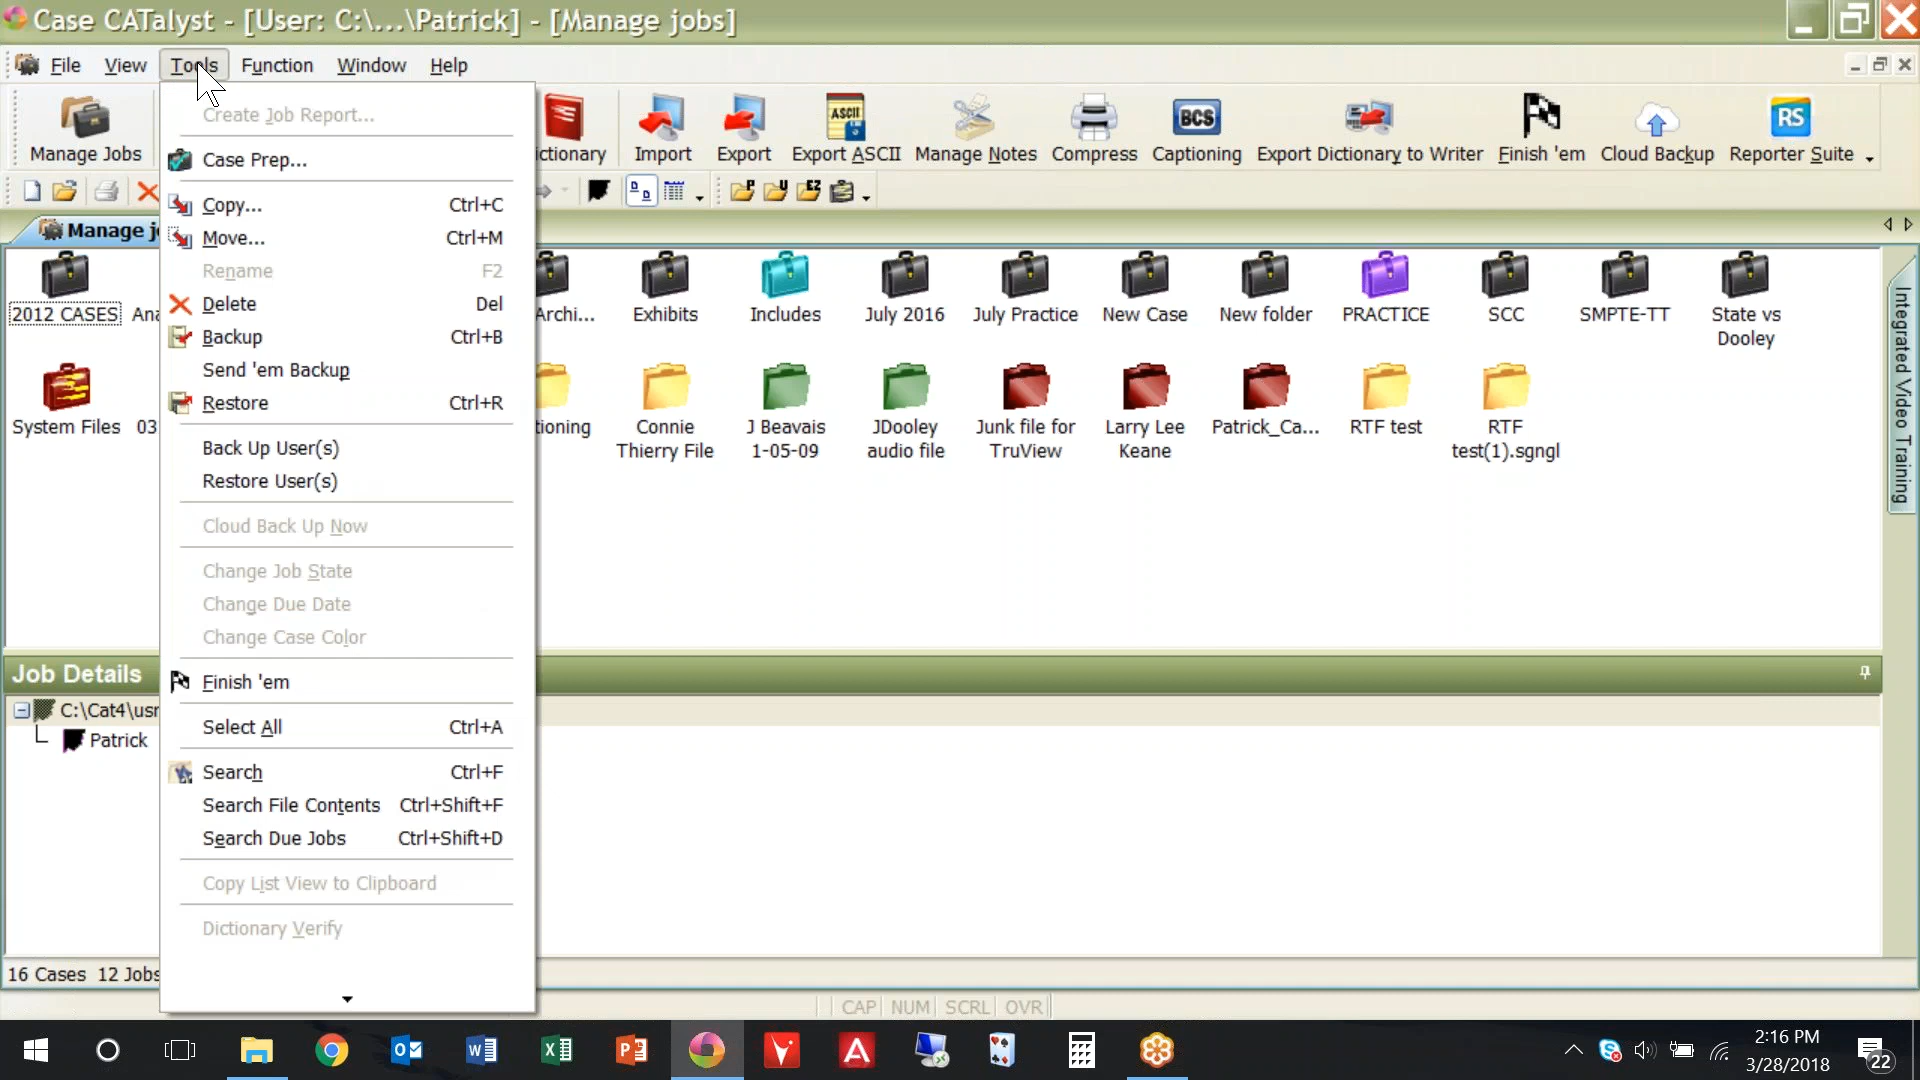 Case CATalyst - [User: C:\...\Patrick] - [Manage jobs]
File View Tools Function Window Help
Manage Jobs ictionary Import Export Export ASCII Manage Notes Compress Captioning Export Dictionary to Writer Finish 'em Cloud Backup Reporter Suite
ASCII
BCS
RS
Manage j
Create Job Report...
Case Prep...
Copy... Ctrl+C
Move... Ctrl+M
Rename F2
Delete Del
Backup Ctrl+B
Send 'em Backup
Restore Ctrl+R
Back Up User(s)
Restore User(s)
Cloud Back Up Now
Change Job State
Change Due Date
Change Case Color
Finish 'em
Select All Ctrl+A
Search Ctrl+F
Search File Contents Ctrl+Shift+F
Search Due Jobs Ctrl+Shift+D
Copy List View to Clipboard
Dictionary Verify
2012 CASES Ana Archi... Exhibits Includes July 2016 July Practice New Case New folder PRACTICE SCC SMPTE-TT State vs
Dooley
System Files 03 tioning Connie Thierry File J Beavais 1-05-09 JDooley audio file Junk file for TruView Larry Lee Keane Patrick_Ca... RTF test RTF test(1).sgngl
Integrated Video Training
Job Details
C:\Cat4\usr
Patrick
16 Cases 12 Jobs
CAP NUM SCRL OVR
2:16 PM
3/28/2018
22